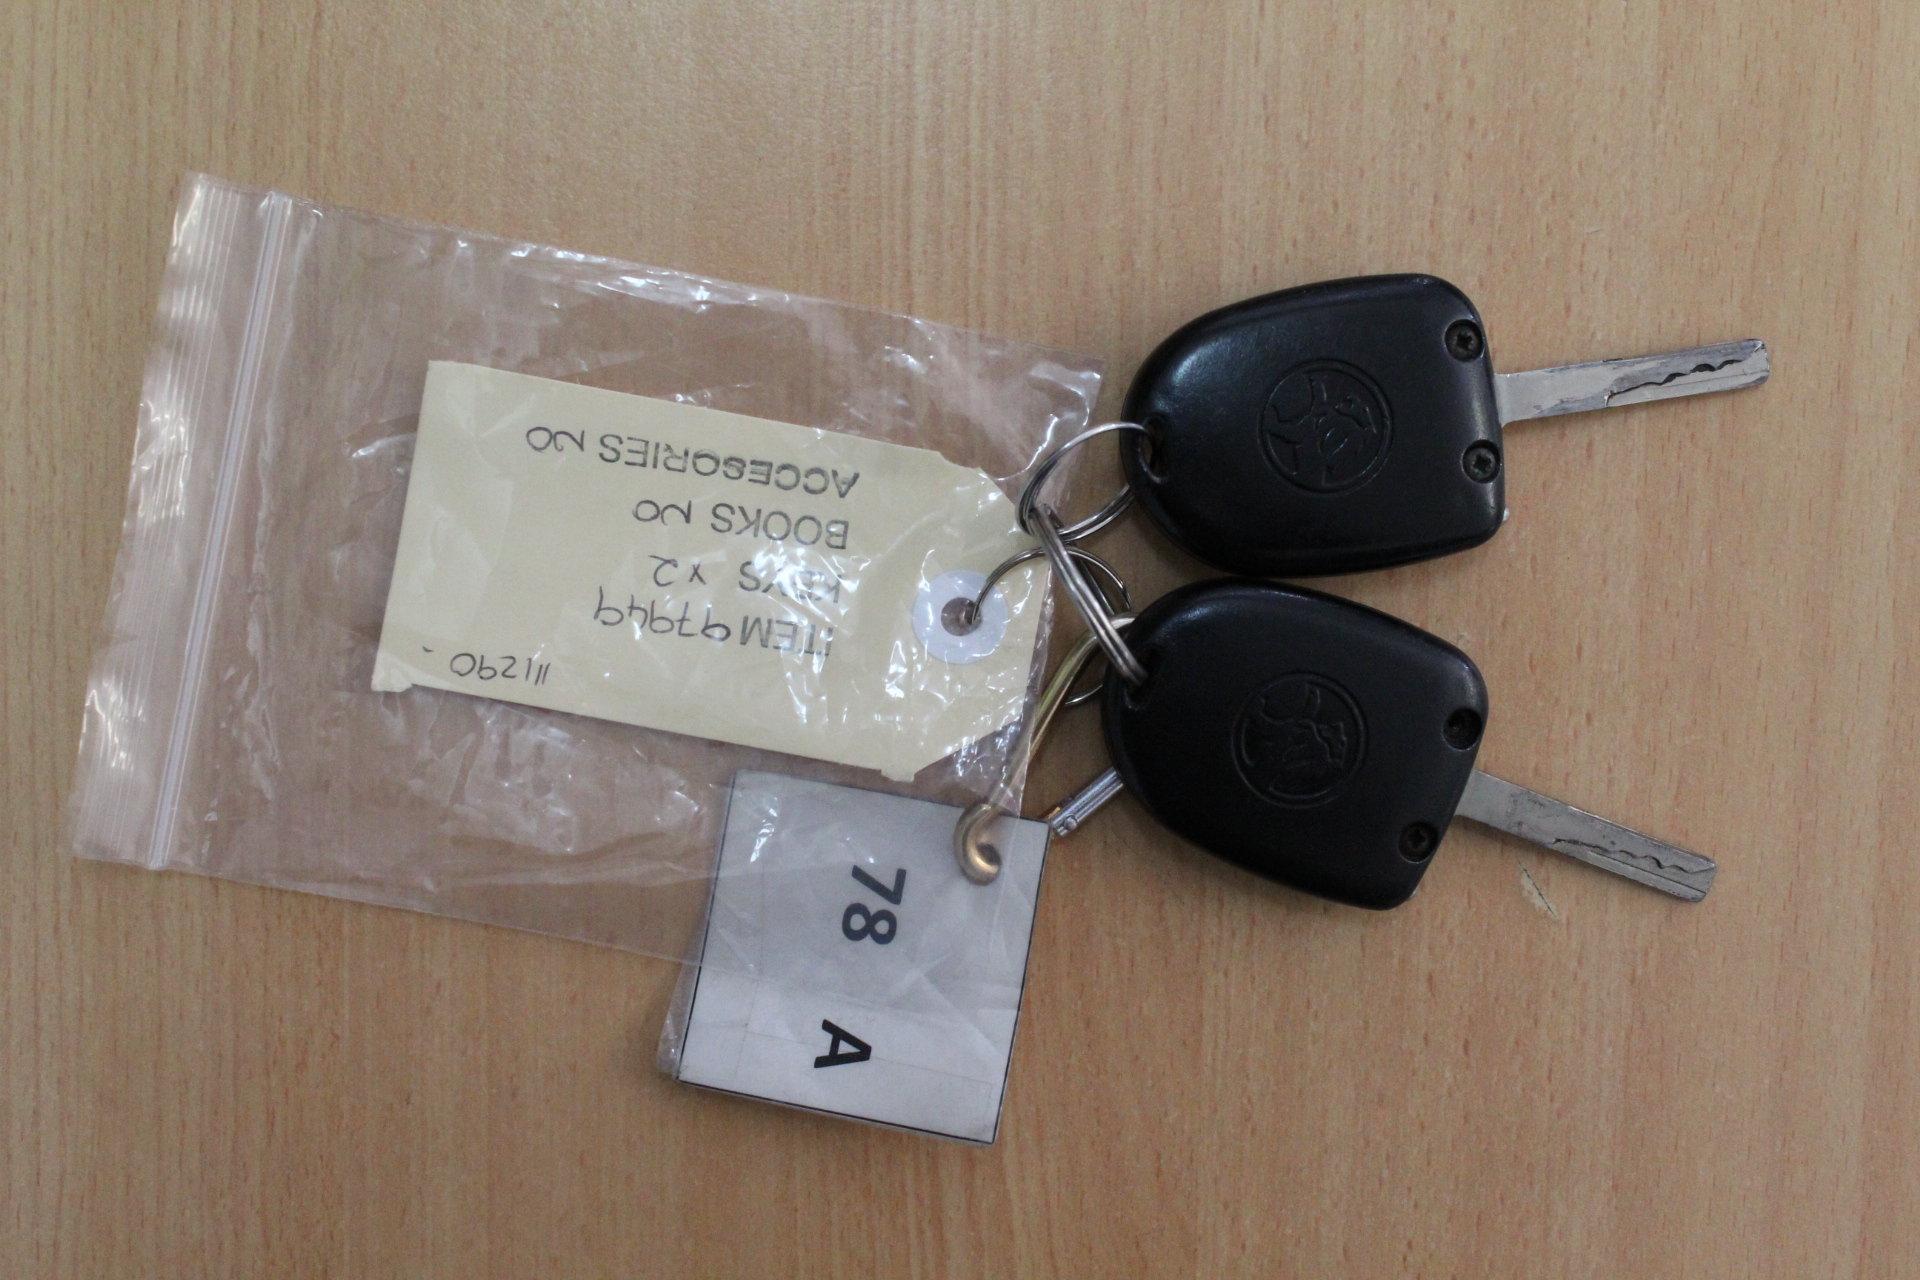 111290
ITEM 97949
KEYS x2
BOOKS NO
ACCESORIES NO
78
A